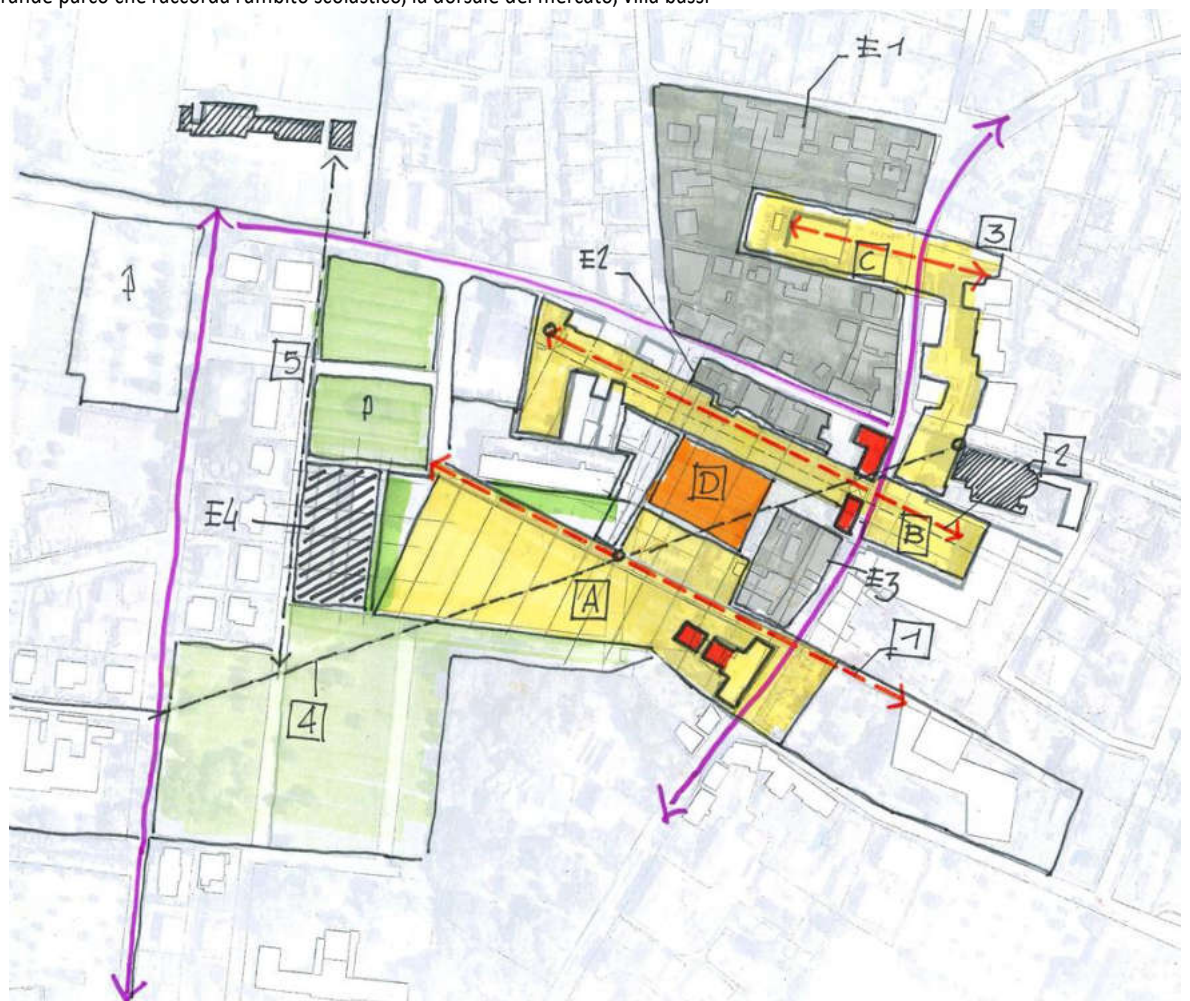 rande parco che raccorda l'ambito scolastico, la dorsale del mercato, villa bassi
E1
3
C
E2
P
5
P
D
2
E4
B
E3
A
1
4